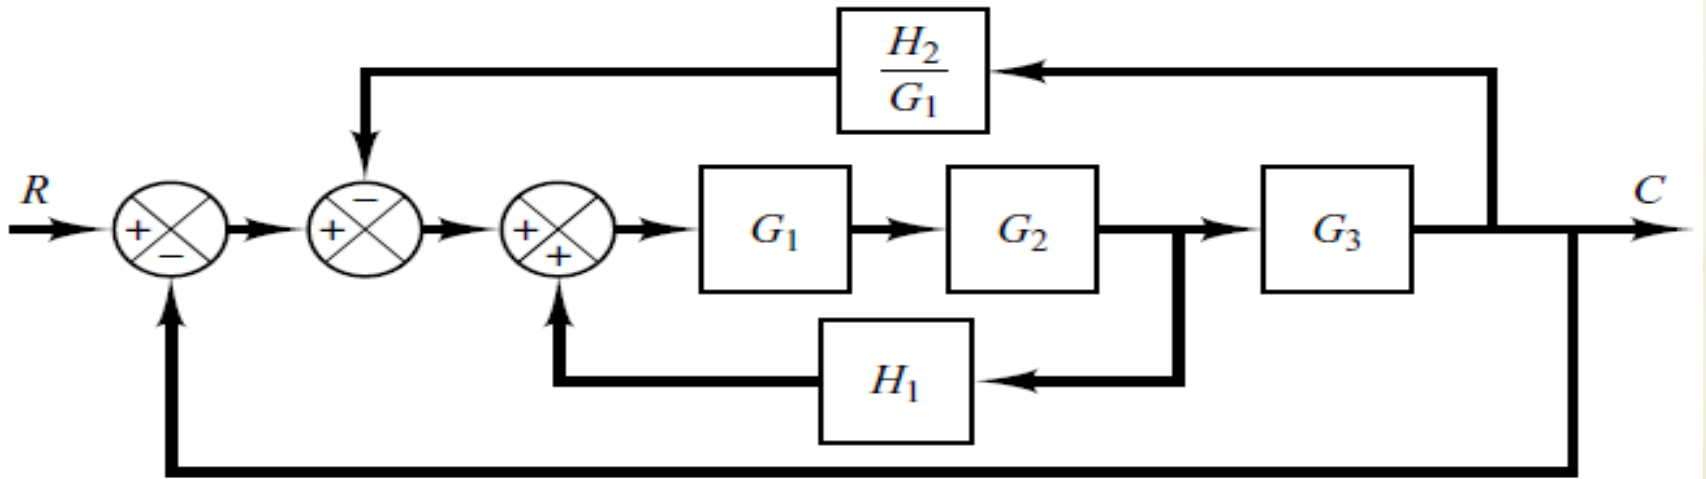 H₂
G₁
R
C
+
−
+
−
+
+
G₁
G₂
G₃
H₁